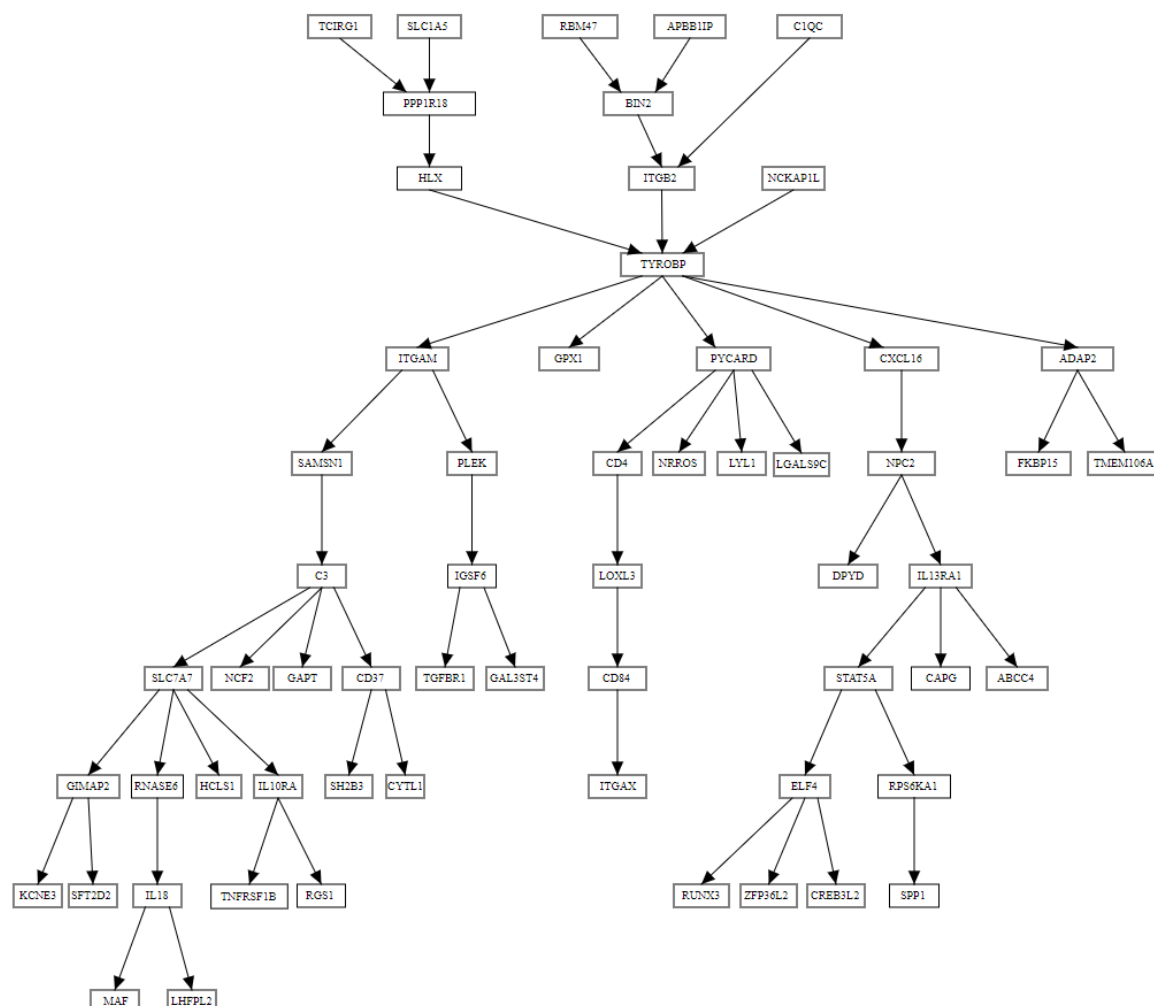 TCIRG1
SLC1A5
RBM47
APBB1IP
C1QC
PPP1R18
BIN2
HLX
ITGB2
NCKAP1L
TYROBP
ITGAM
GPX1
PYCARD
CXCL16
ADAP2
SAMSN1
PLEK
CD4
NRROS
LYL1
LGALS9C
NPC2
FKBP15
TMEM106A
C3
IGSF6
LOXL3
DPYD
IL13RA1
SLC7A7
NCF2
GAPT
CD37
TGFBR1
GAL3ST4
CD84
STAT5A
CAPG
ABCC4
GIMAP2
RNASE6
HCLS1
IL10RA
SH2B3
CYTL1
ITGAX
ELF4
RPS6KA1
KCNE3
SFT2D2
IL18
TNFRSF1B
RGS1
RUNX3
ZFP36L2
CREB3L2
SPP1
MAF
LHFPL2